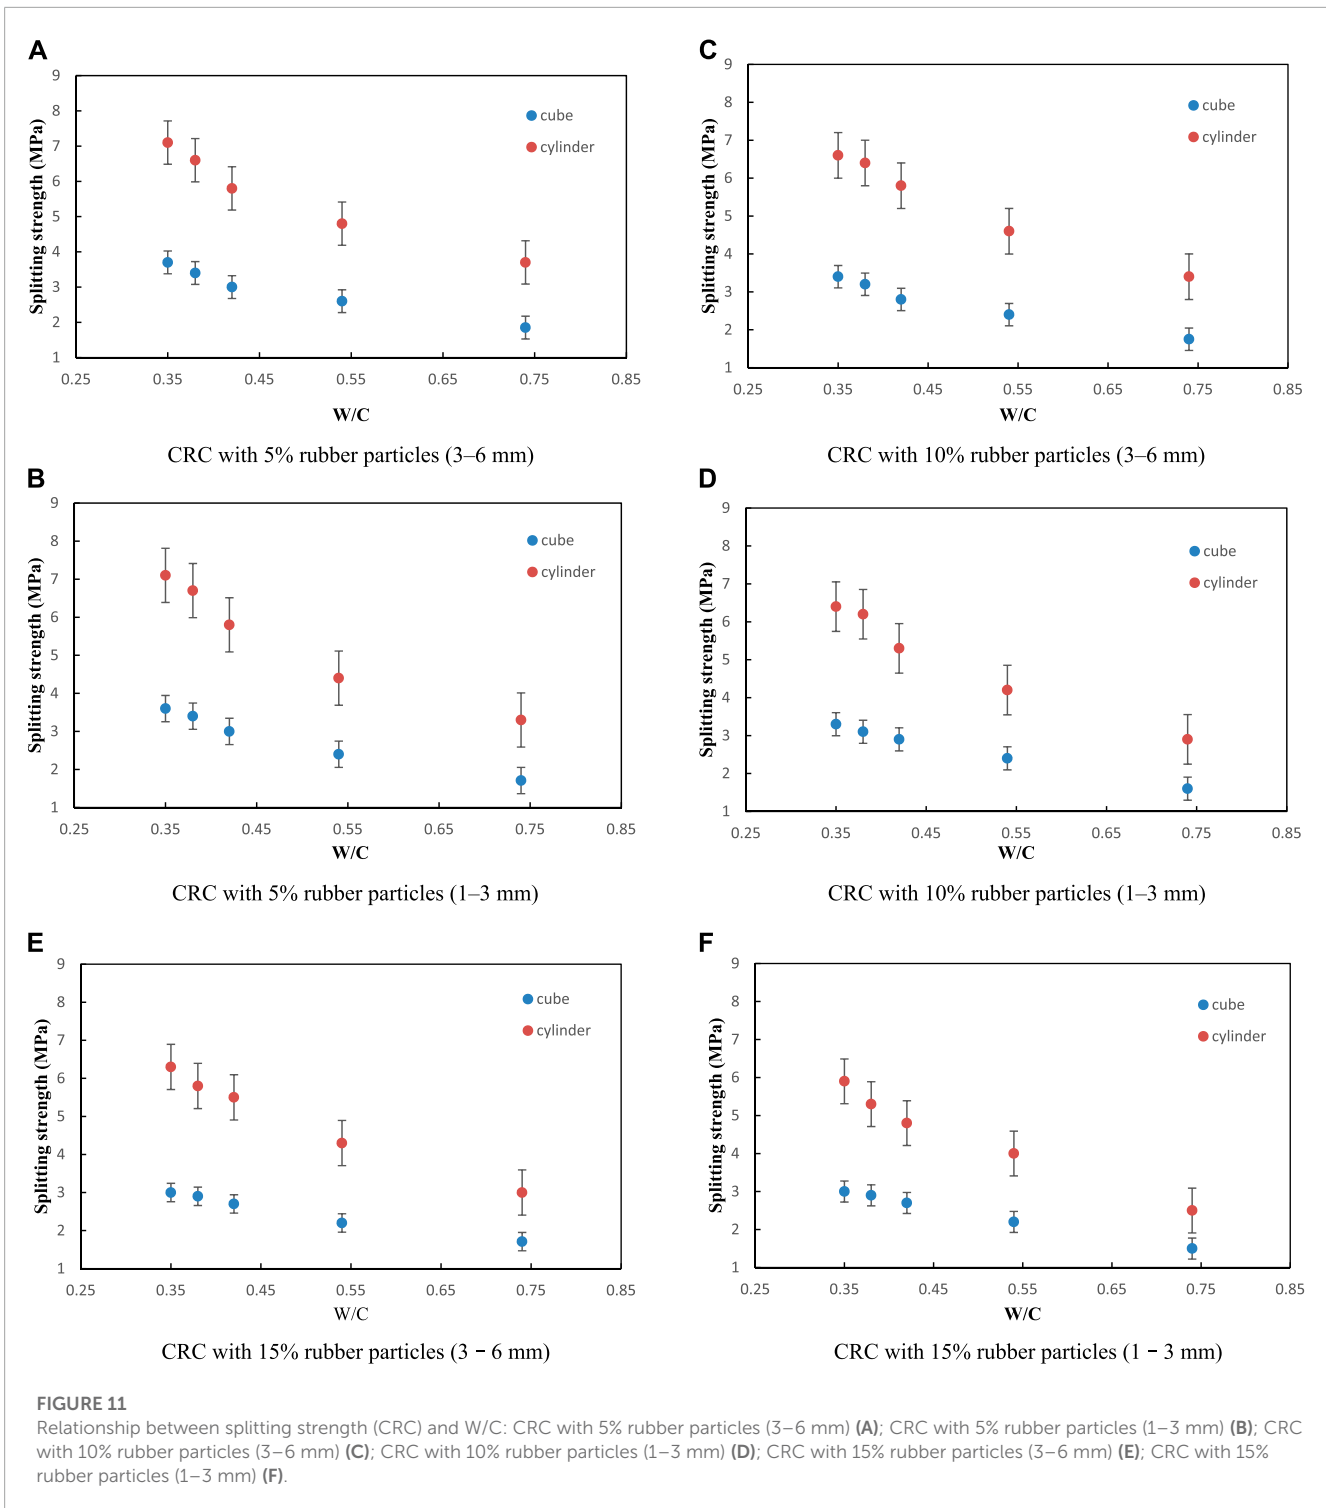 A
Splitting strength (MPa)
9
8
7
6
5
4
3
2
1
cube
cylinder
0.25 0.35 0.45 0.55 0.65 0.75 0.85
W/C
CRC with 5% rubber particles (3–6 mm)
C
Splitting strength (MPa)
9
8
7
6
5
4
3
2
1
cube
cylinder
0.25 0.35 0.45 0.55 0.65 0.75 0.85
W/C
CRC with 10% rubber particles (3–6 mm)
B
Splitting strength (MPa)
9
8
7
6
5
4
3
2
1
cube
cylinder
0.25 0.35 0.45 0.55 0.65 0.75 0.85
W/C
CRC with 5% rubber particles (1–3 mm)
D
Splitting strength (MPa)
9
8
7
6
5
4
3
2
1
cube
cylinder
0.25 0.35 0.45 0.55 0.65 0.75 0.85
W/C
CRC with 10% rubber particles (1–3 mm)
E
Splitting strength (MPa)
9
8
7
6
5
4
3
2
1
cube
cylinder
0.25 0.35 0.45 0.55 0.65 0.75 0.85
W/C
CRC with 15% rubber particles (3 – 6 mm)
F
Splitting strength (MPa)
9
8
7
6
5
4
3
2
1
cube
cylinder
0.25 0.35 0.45 0.55 0.65 0.75 0.85
W/C
CRC with 15% rubber particles (1 – 3 mm)
FIGURE 11
Relationship between splitting strength (CRC) and W/C: CRC with 5% rubber particles (3–6 mm) (A); CRC with 5% rubber particles (1–3 mm) (B); CRC
with 10% rubber particles (3–6 mm) (C); CRC with 10% rubber particles (1–3 mm) (D); CRC with 15% rubber particles (3–6 mm) (E); CRC with 15%
rubber particles (1–3 mm) (F).